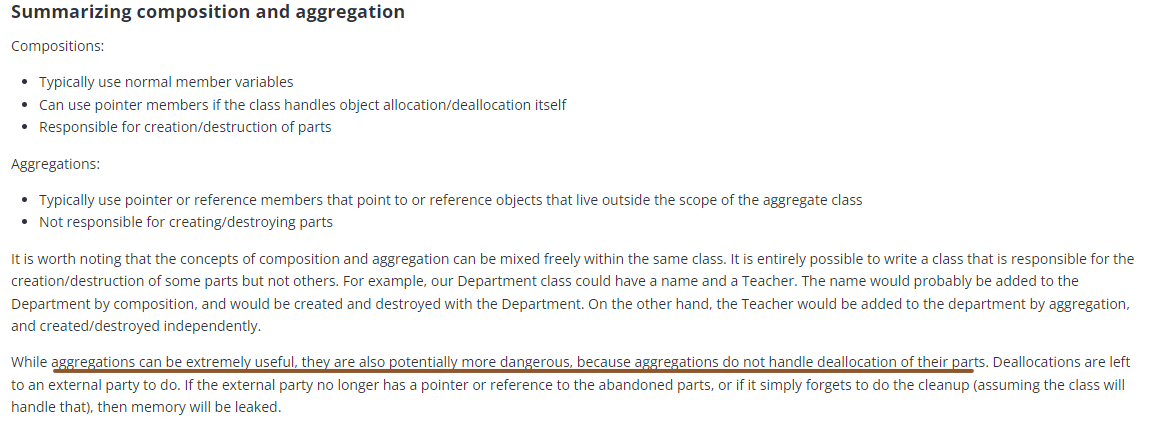 Summarizing composition and aggregation
Compositions:
• Typically use normal member variables
• Can use pointer members if the class handles object allocation/deallocation itself
• Responsible for creation/destruction of parts
Aggregations:
• Typically use pointer or reference members that point to or reference objects that live outside the scope of the aggregate class
• Not responsible for creating/destroying parts
It is worth noting that the concepts of composition and aggregation can be mixed freely within the same class. It is entirely possible to write a class that is responsible for the
creation/destruction of some parts but not others. For example, our Department class could have a name and a Teacher. The name would probably be added to the
Department by composition, and would be created and destroyed with the Department. On the other hand, the Teacher would be added to the department by aggregation,
and created/destroyed independently.
While aggregations can be extremely useful, they are also potentially more dangerous, because aggregations do not handle deallocation of their parts. Deallocations are left
to an external party to do. If the external party no longer has a pointer or reference to the abandoned parts, or if it simply forgets to do the cleanup (assuming the class will
handle that), then memory will be leaked.